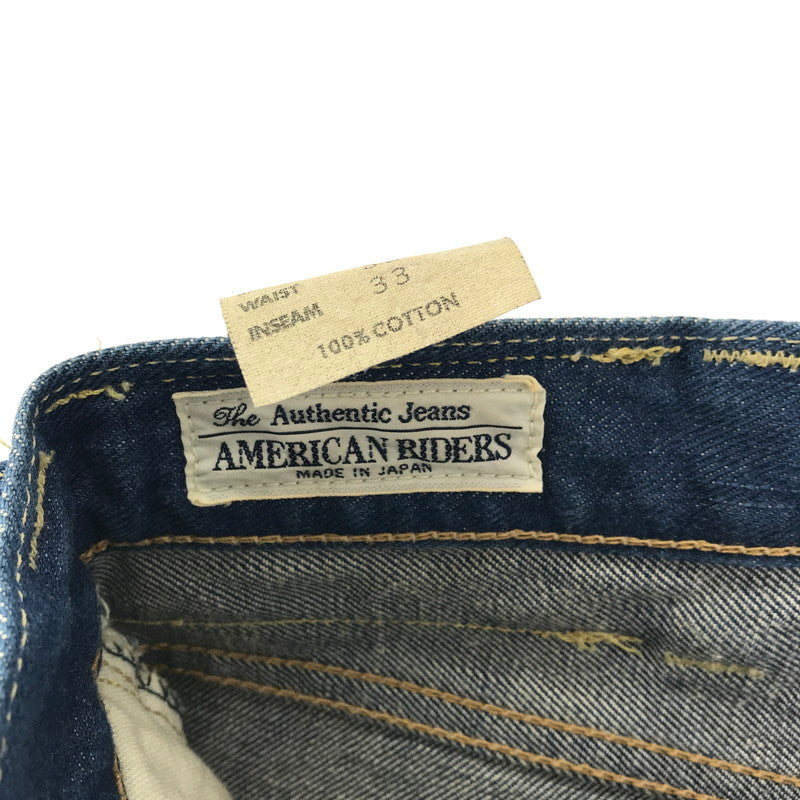 WAIST
INSEAM 33
100% COTTON
The Authentic Jeans
AMERICAN RIDERS
MADE IN JAPAN